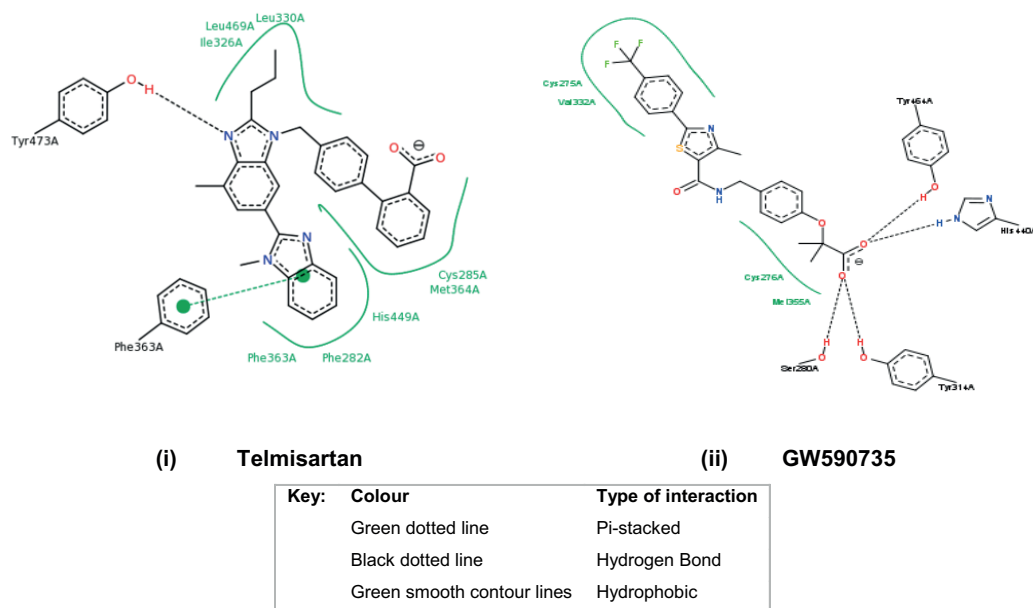 Leu330A
Leu469A
Ile326A
O
H
Tyr473A
N
N
O
O
⊖
N
N
Cys285A
Met364A
His449A
Phe363A
Phe363A
Phe282A
F
F
F
Cys275A
Val332A
N
S
O
N
H
O
O
O
⊖
O
H
H
N
N
Cys276A
H
O
Ser280A
H
O
Tyr314A
(i) Telmisartan
(ii) GW590735
Key: Colour Type of interaction
Green dotted line Pi-stacked
Black dotted line Hydrogen Bond
Green smooth contour lines Hydrophobic